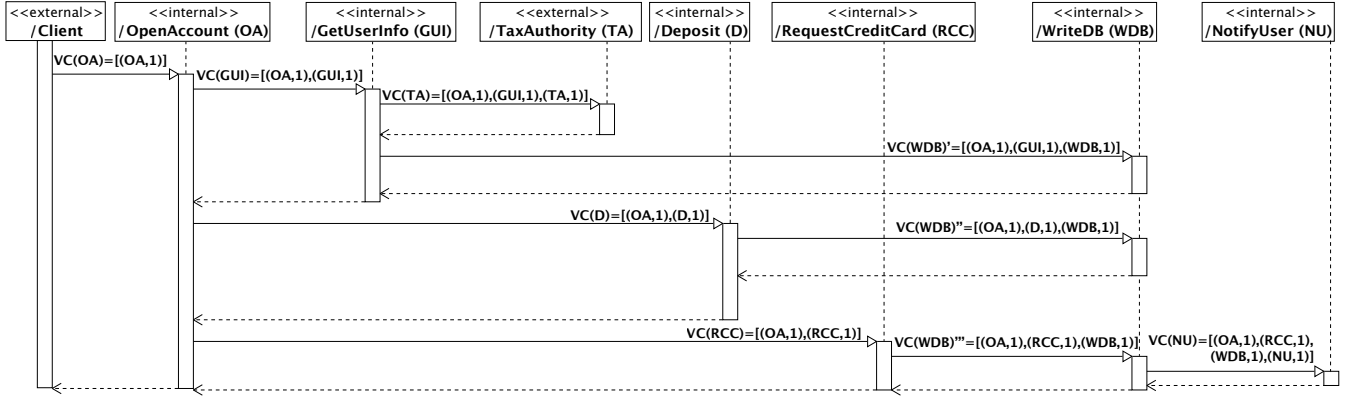 <<external>> <<internal>> <<internal>> <<external>> <<internal>> <<internal>> <<internal>> <<internal>>
/Client /OpenAccount (OA) /GetUserInfo (GUI) /TaxAuthority (TA) /Deposit (D) /RequestCreditCard (RCC) /WriteDB (WDB) /NotifyUser (NU)
VC(OA)=[(OA,1)]
VC(GUI)=[(OA,1),(GUI,1)]
VC(TA)=[(OA,1),(GUI,1),(TA,1)]
VC(WDB)'=[(OA,1),(GUI,1),(WDB,1)]
VC(D)=[(OA,1),(D,1)]
VC(WDB)''=[(OA,1),(D,1),(WDB,1)]
VC(RCC)=[(OA,1),(RCC,1)]
VC(WDB)'''=[(OA,1),(RCC,1),(WDB,1)]
VC(NU)=[(OA,1),(RCC,1),
(WDB,1),(NU,1)]